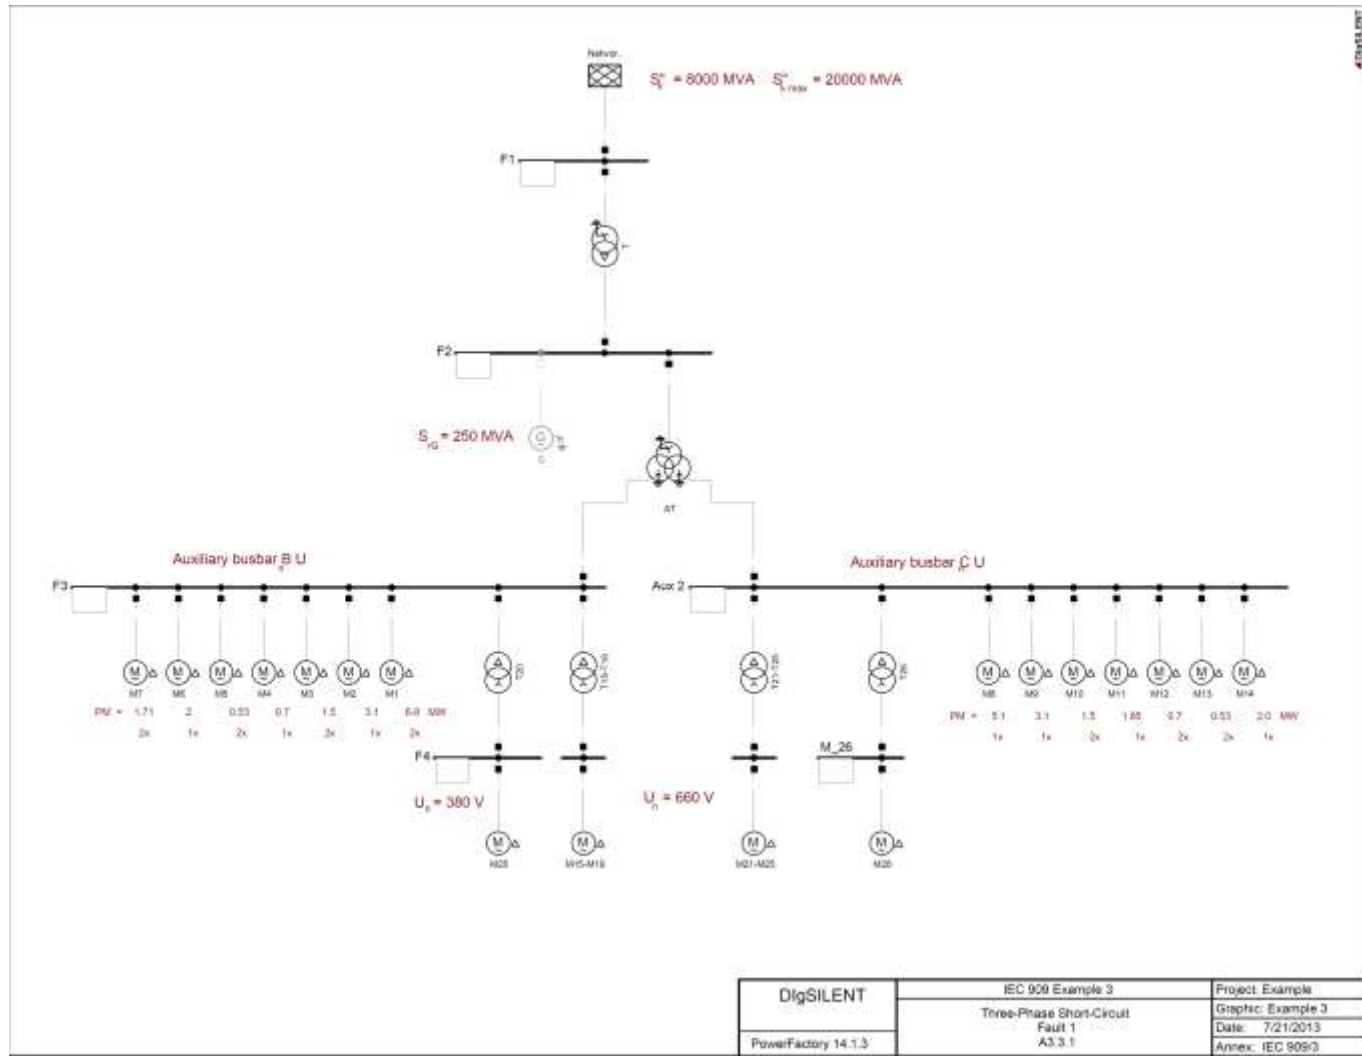 DIgSILENT
Networ..
S"k = 8000 MVA S"k max = 20000 MVA
F1
T
F2
SrG = 250 MVA
G
G
AT
Auxiliary busbar B U
n
Auxiliary busbar C U
n
F3
Aux 2
M M M M M M M
T20
T15-T19
T21-T25
T26
M M M M M M M
M7 M6 M5 M4 M3 M2 M1
M8 M9 M10 M11 M12 M13 M14
PM = 1.71 2 0.53 0.7 1.5 3.1 6.8 MW
PM = 5.1 3.1 1.5 1.85 0.7 0.53 2.0 MW
2x 1x 2x 1x 2x 1x 2x
1x 1x 2x 1x 2x 2x 1x
F4
M_26
Un = 380 V
Un = 660 V
M M M M
M20 M15-M19 M21-M25 M26
DIgSILENT
PowerFactory 14.1.3
IEC 909 Example 3
Three-Phase Short-Circuit
Fault 1
A3.3.1
Project: Example
Graphic: Example 3
Date: 7/21/2013
Annex: IEC 909/3